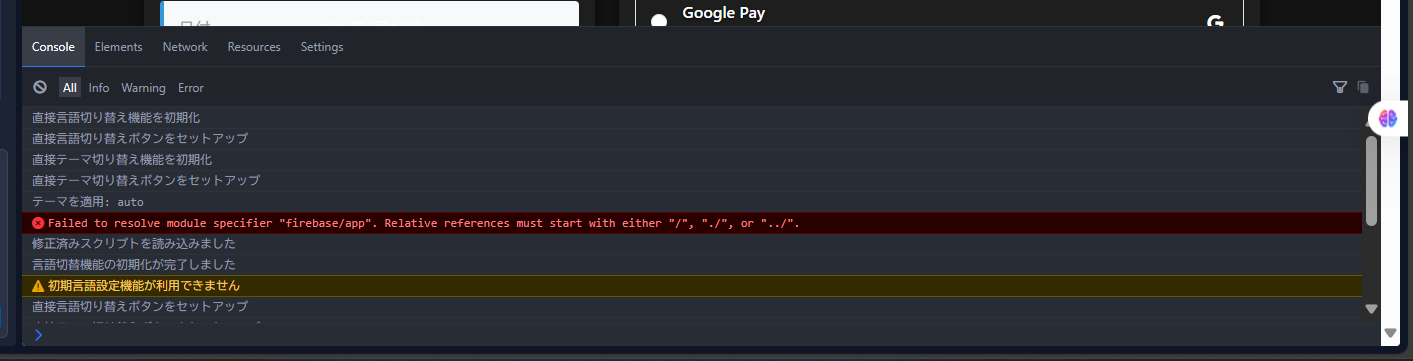 日付
Google Pay
G
Console Elements Network Resources Settings
All Info Warning Error
直接言語切り替え機能を初期化
直接言語切り替えボタンをセットアップ
直接テーマ切り替え機能を初期化
直接テーマ切り替えボタンをセットアップ
テーマを適用: auto
Failed to resolve module specifier "firebase/app". Relative references must start with either "/", "./", or "../".
修正済みスクリプトを読み込みました
言語切替機能の初期化が完了しました
初期言語設定機能が利用できません
直接言語切り替えボタンをセットアップ